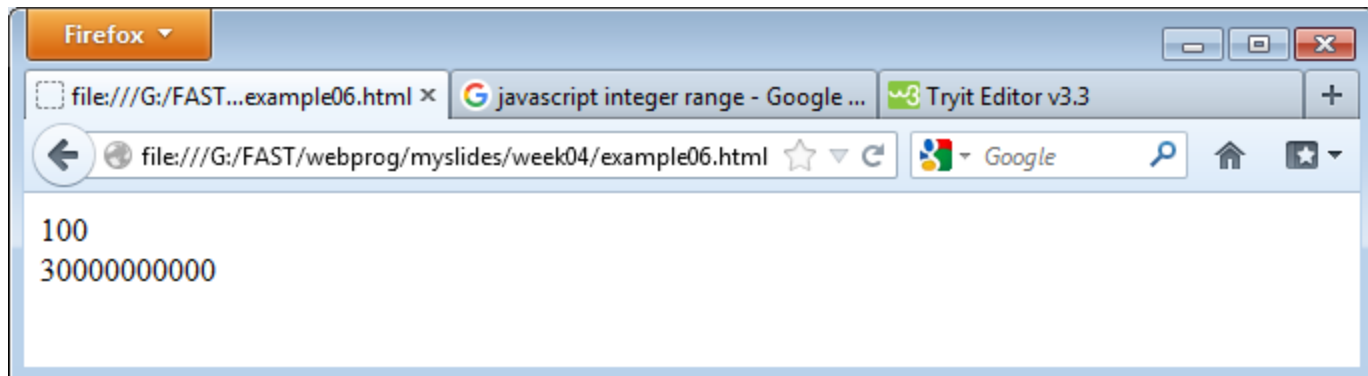 Firefox
file:///G:/FAST...example06.html
javascript integer range - Google ...
Tryit Editor v3.3
file:///G:/FAST/webprog/myslides/week04/example06.html
Google
100
30000000000